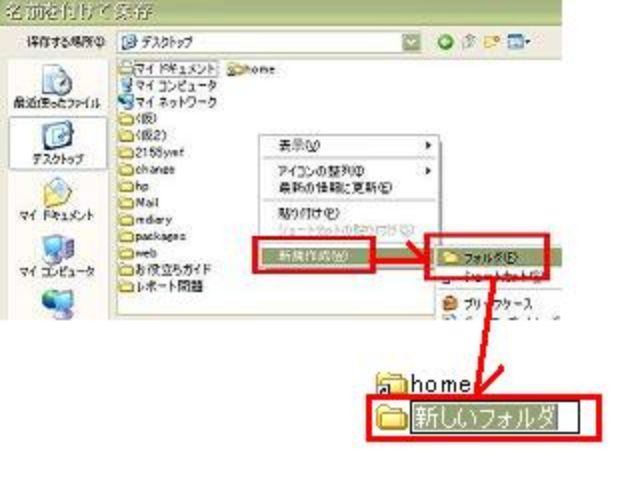 名前を付けて保存
保存する場所(I)
デスクトップ
最近使ったファイル
デスクトップ
マイ ドキュメント
マイ コンピュータ
マイ ドキュメント
home
マイ コンピュータ
マイ ネットワーク
(仮)
(仮2)
2155ymf
change
hp
Mail
mdiary
packages
web
お役立ちガイド
レポート問題
表示(V)
アイコンの整列(I)
最新の情報に更新(E)
貼り付け(P)
ショートカットの貼り付け(S)
新規作成(W)
フォルダ(F)
ショートカット(S)
ブリーフケース
home
新しいフォルダ